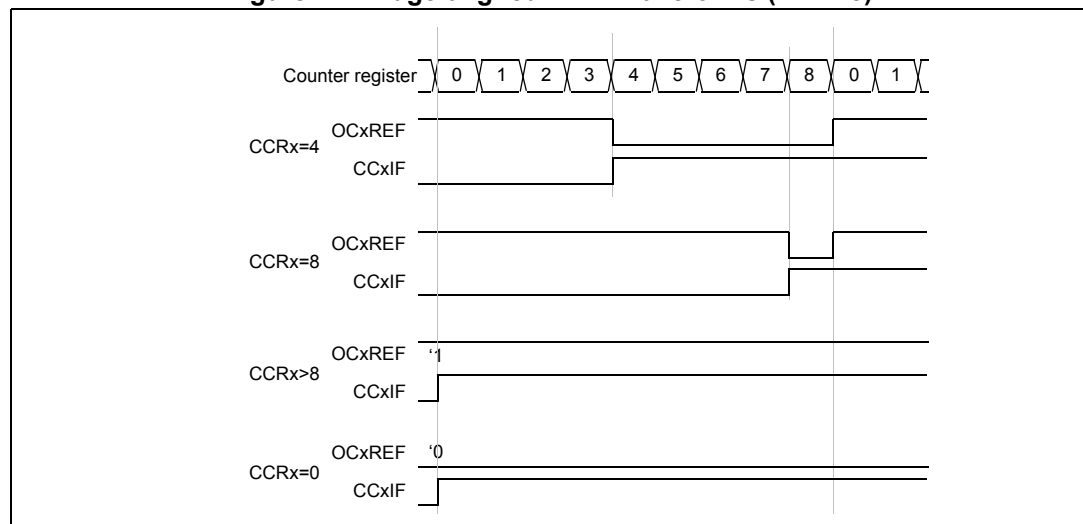 Counter register 0 1 2 3 4 5 6 7 8 0 1
OCxREF
CCRx=4
CCxIF
OCxREF
CCRx=8
CCxIF
OCxREF '1
CCRx>8
CCxIF
OCxREF '0
CCRx=0
CCxIF